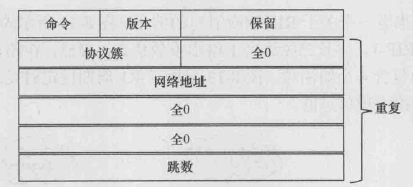 命令 版本 保留
协议簇 全0
网络地址
全0
全0
跳数
重复